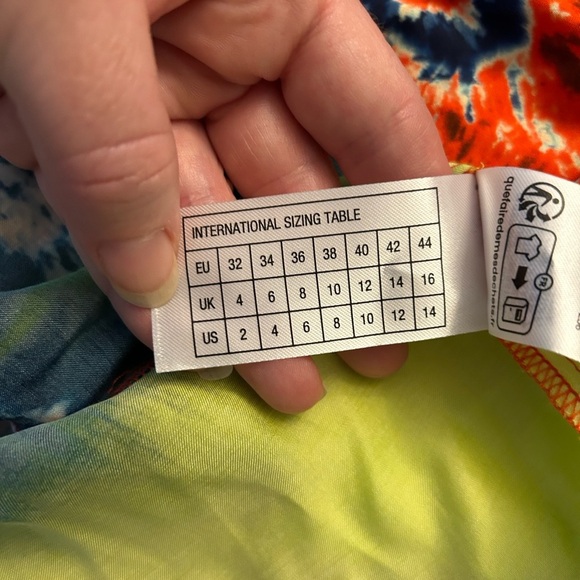 INTERNATIONAL SIZING TABLE
EU 32 34 36 38 40 42 44
UK 4 6 8 10 12 14 16
US 2 4 6 8 10 12 14
quefairedemesdechets.fr